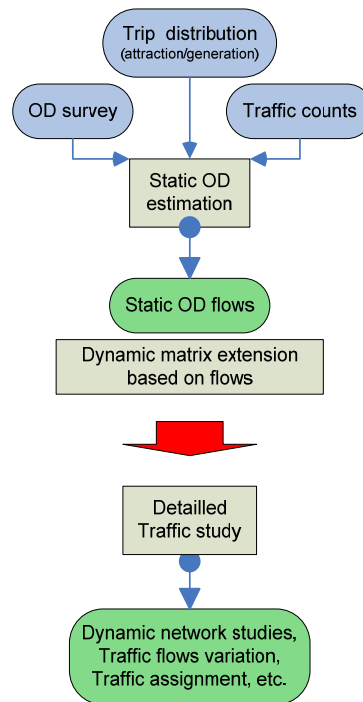 Trip distribution
(attraction/generation)
OD survey
Traffic counts
Static OD
estimation
Static OD flows
Dynamic matrix extension
based on flows
Detailled
Traffic study
Dynamic network studies,
Traffic flows variation,
Traffic assignment, etc.